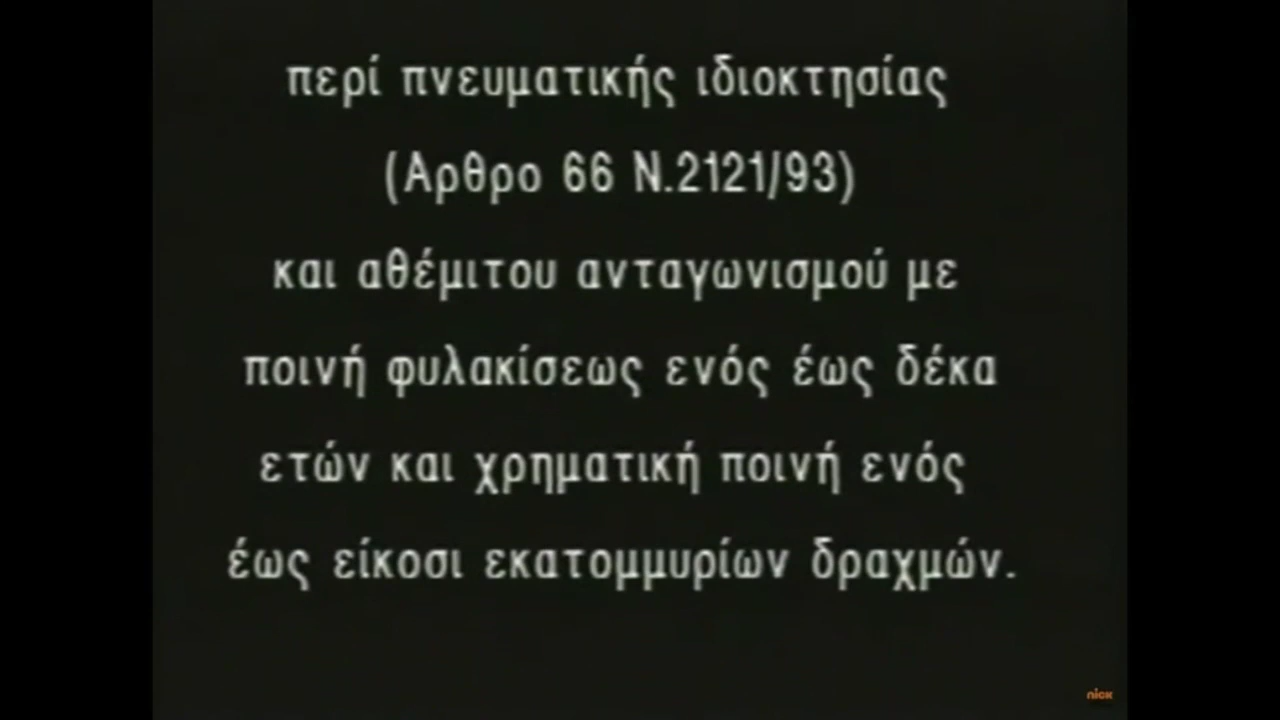 περί πνευματικής ιδιοκτησίας
(Αρθρο 66 Ν.2121/93)
και αθέμιτου ανταγωνισμού με
ποινή φυλακίσεως ενός έως δέκα
ετών και χρηματική ποινή ενός
έως είκοσι εκατομμυρίων δραχμών.
nick